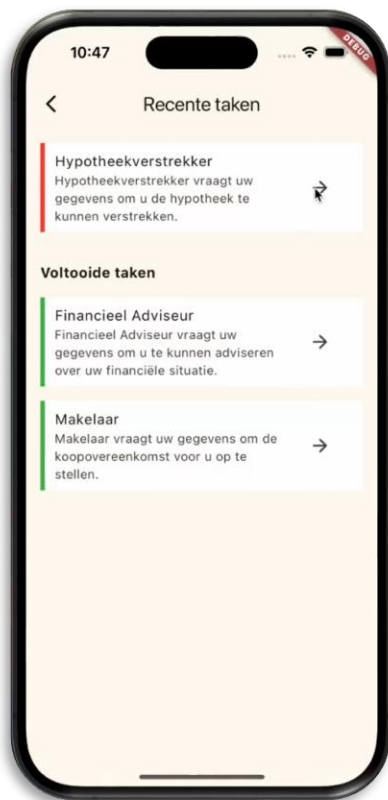 10:47
DEBUG
Recente taken
Hypotheekverstrekker
Hypotheekverstrekker vraagt uw
gegevens om u de hypotheek te
kunnen verstrekken.
Voltooide taken
Financieel Adviseur
Financieel Adviseur vraagt uw
gegevens om u te kunnen adviseren
over uw financiële situatie.
Makelaar
Makelaar vraagt uw gegevens om de
koopovereenkomst voor u op te
stellen.